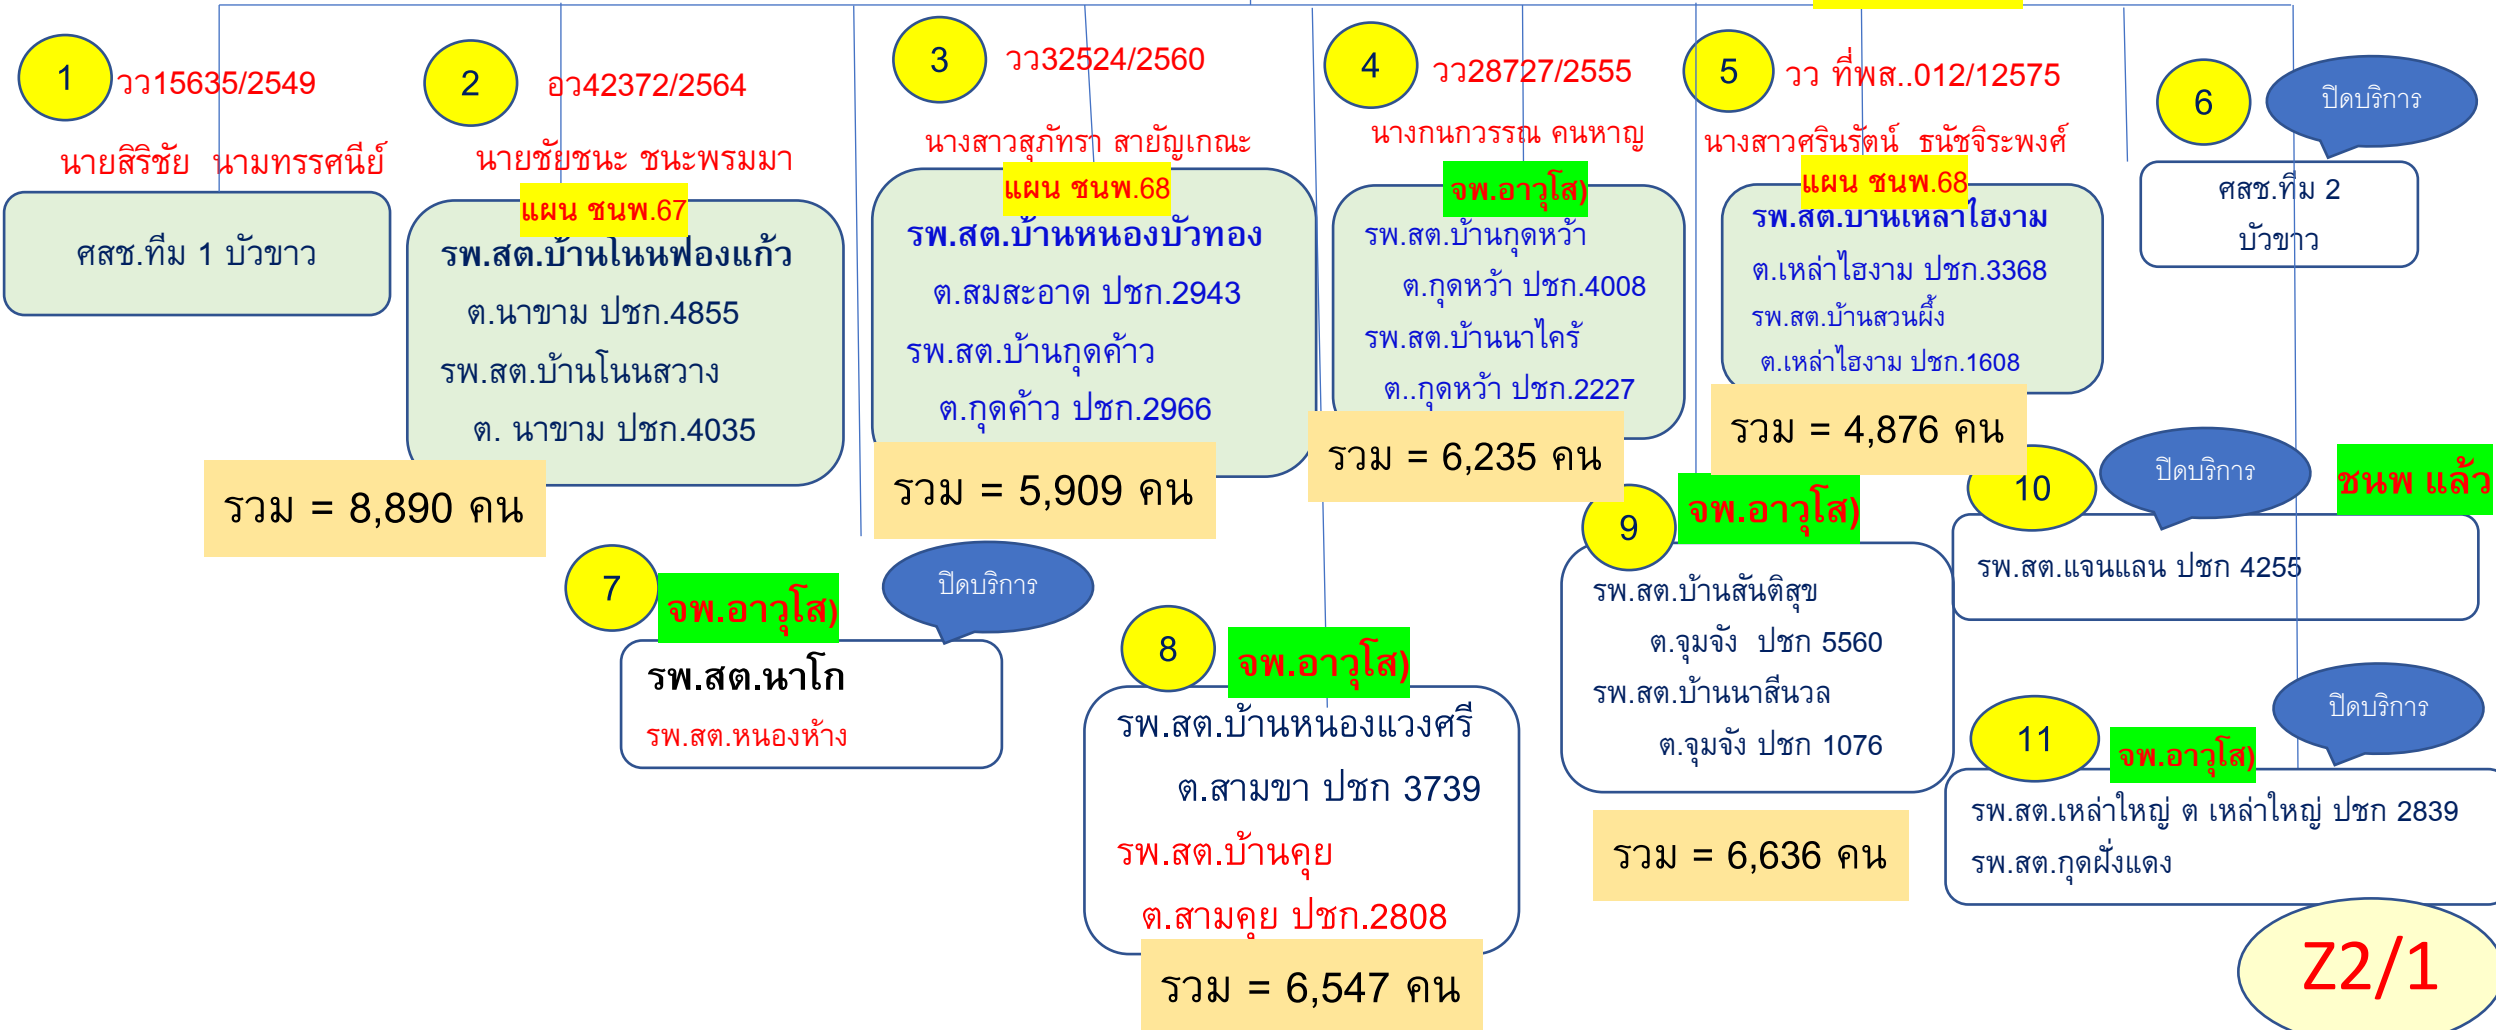 1
วว15635/2549
นายสิริชัย นามทรรศนีย์
ศสช.ทีม 1 บัวขาว
2
อว42372/2564
นายชัยชนะ ชนะพรมมา
แผน ชนพ.67
รพ.สต.บ้านโนนฟองแก้ว
ต.นาขาม ปชก.4855
รพ.สต.บ้านโนนสวาง
ต. นาขาม ปชก.4035
รวม = 8,890 คน
3
วว32524/2560
นางสาวสุภัทรา สายัญเกณะ
แผน ชนพ.68
รพ.สต.บ้านหนองบัวทอง
ต.สมสะอาด ปชก.2943
รพ.สต.บ้านกุดค้าว
ต.กุดค้าว ปชก.2966
รวม = 5,909 คน
4
วว28727/2555
นางกนกวรรณ คนหาญ
จพ.อาวุโส)
รพ.สต.บ้านกุดหว้า
ต.กุดหว้า ปชก.4008
รพ.สต.บ้านนาไคร้
ต..กุดหว้า ปชก.2227
รวม = 6,235 คน
5
วว ที่พส..012/12575
นางสาวศรินรัตน์ ธนัชจิระพงศ์
แผน ชนพ.68
รพ.สต.บ้านเหล่าไฮงาม
ต.เหล่าไฮงาม ปชก.3368
รพ.สต.บ้านสวนผึ้ง
ต.เหล่าไฮงาม ปชก.1608
รวม = 4,876 คน
6
ปิดบริการ
ศสช.ทีม 2
บัวขาว
7
จพ.อาวุโส)
ปิดบริการ
รพ.สต.นาโก
รพ.สต.หนองห้าง
8
จพ.อาวุโส)
รพ.สต.บ้านหนองแวงศรี
ต.สามขา ปชก 3739
รพ.สต.บ้านคุย
ต.สามคุย ปชก.2808
รวม = 6,547 คน
9
จพ.อาวุโส)
รพ.สต.บ้านสันติสุข
ต.จุมจัง ปชก 5560
รพ.สต.บ้านนาสีนวล
ต.จุมจัง ปชก 1076
รวม = 6,636 คน
10
ปิดบริการ
ชนพ แล้ว
รพ.สต.แจนแลน ปชก 4255
11
จพ.อาวุโส)
ปิดบริการ
รพ.สต.เหล่าใหญ่ ต เหล่าใหญ่ ปชก 2839
รพ.สต.กุดฝั่งแดง
Z2/1